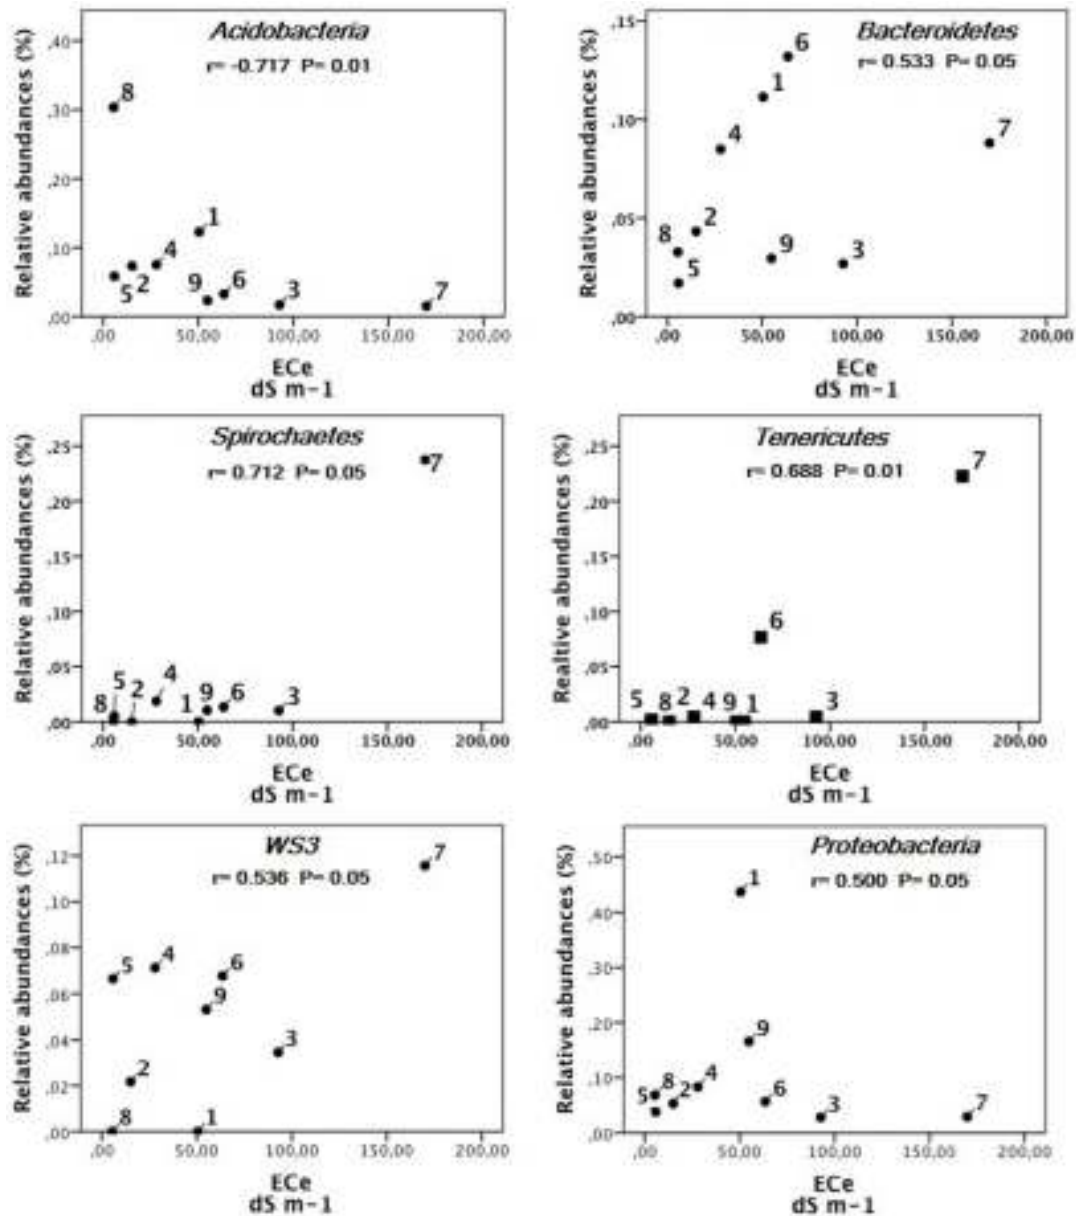 Acidobacteria
r= -0.717 P= 0.01
Relative abundances (%)
,40
,30
,20
,10
,00
8
1
4
5
2
9
6
3
7
,00 50,00 100,00 150,00 200,00
ECe
dS m-1
Bacteroidetes
r= 0.533 P= 0.05
Relative abundances (%)
,15
,10
,05
,00
6
1
4
7
2
8
5
9
3
,00 50,00 100,00 150,00 200,00
ECe
dS m-1
Spirochaetes
r= 0.712 P= 0.05
Relative abundances (%)
,25
,20
,15
,10
,05
,00
7
8
5
2
4
1
9
6
3
,00 50,00 100,00 150,00 200,00
ECe
dS m-1
Tenericutes
r= 0.688 P= 0.01
Realtive abundances (%)
,25
,20
,15
,10
,05
,00
7
6
5
8
2
4
9
1
3
,00 50,00 100,00 150,00 200,00
ECe
dS m-1
WS3
r= 0.536 P= 0.05
Relative abundances (%)
,12
,10
,08
,06
,04
,02
,00
7
5
4
6
9
3
2
8
1
,00 50,00 100,00 150,00 200,00
ECe
dS m-1
Proteobacteria
r= 0.500 P= 0.05
Relative abundances (%)
,50
,40
,30
,20
,10
,00
1
9
5
8
2
4
6
3
7
,00 50,00 100,00 150,00 200,00
ECe
dS m-1